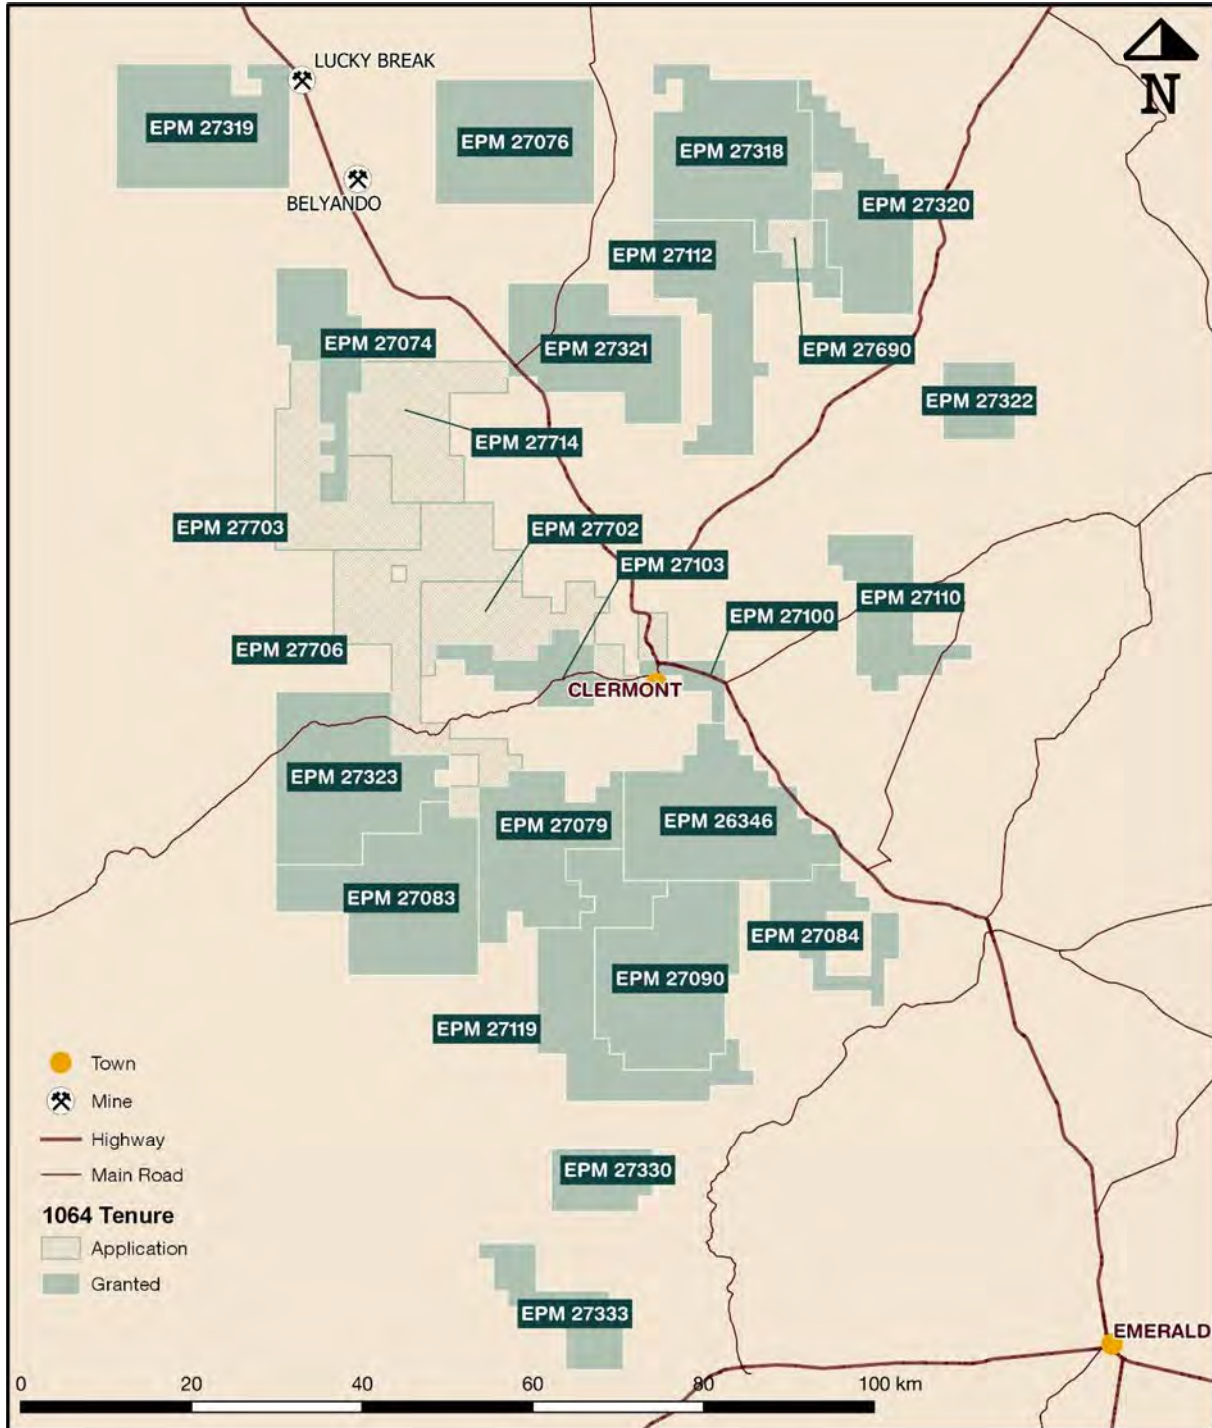 LUCKY BREAK
N
EPM 27319
EPM 27076
EPM 27318
BELYANDO
EPM 27320
EPM 27112
EPM 27074
EPM 27321
EPM 27690
EPM 27322
EPM 27714
EPM 27703
EPM 27702
EPM 27103
EPM 27110
EPM 27100
EPM 27706
CLERMONT
EPM 27323
EPM 27079
EPM 26346
EPM 27083
EPM 27084
EPM 27090
EPM 27119
Town
Mine
Highway
Main Road
1064 Tenure
Application
Granted
EPM 27330
EPM 27333
EMERALD
0 20 40 60 80 100 km